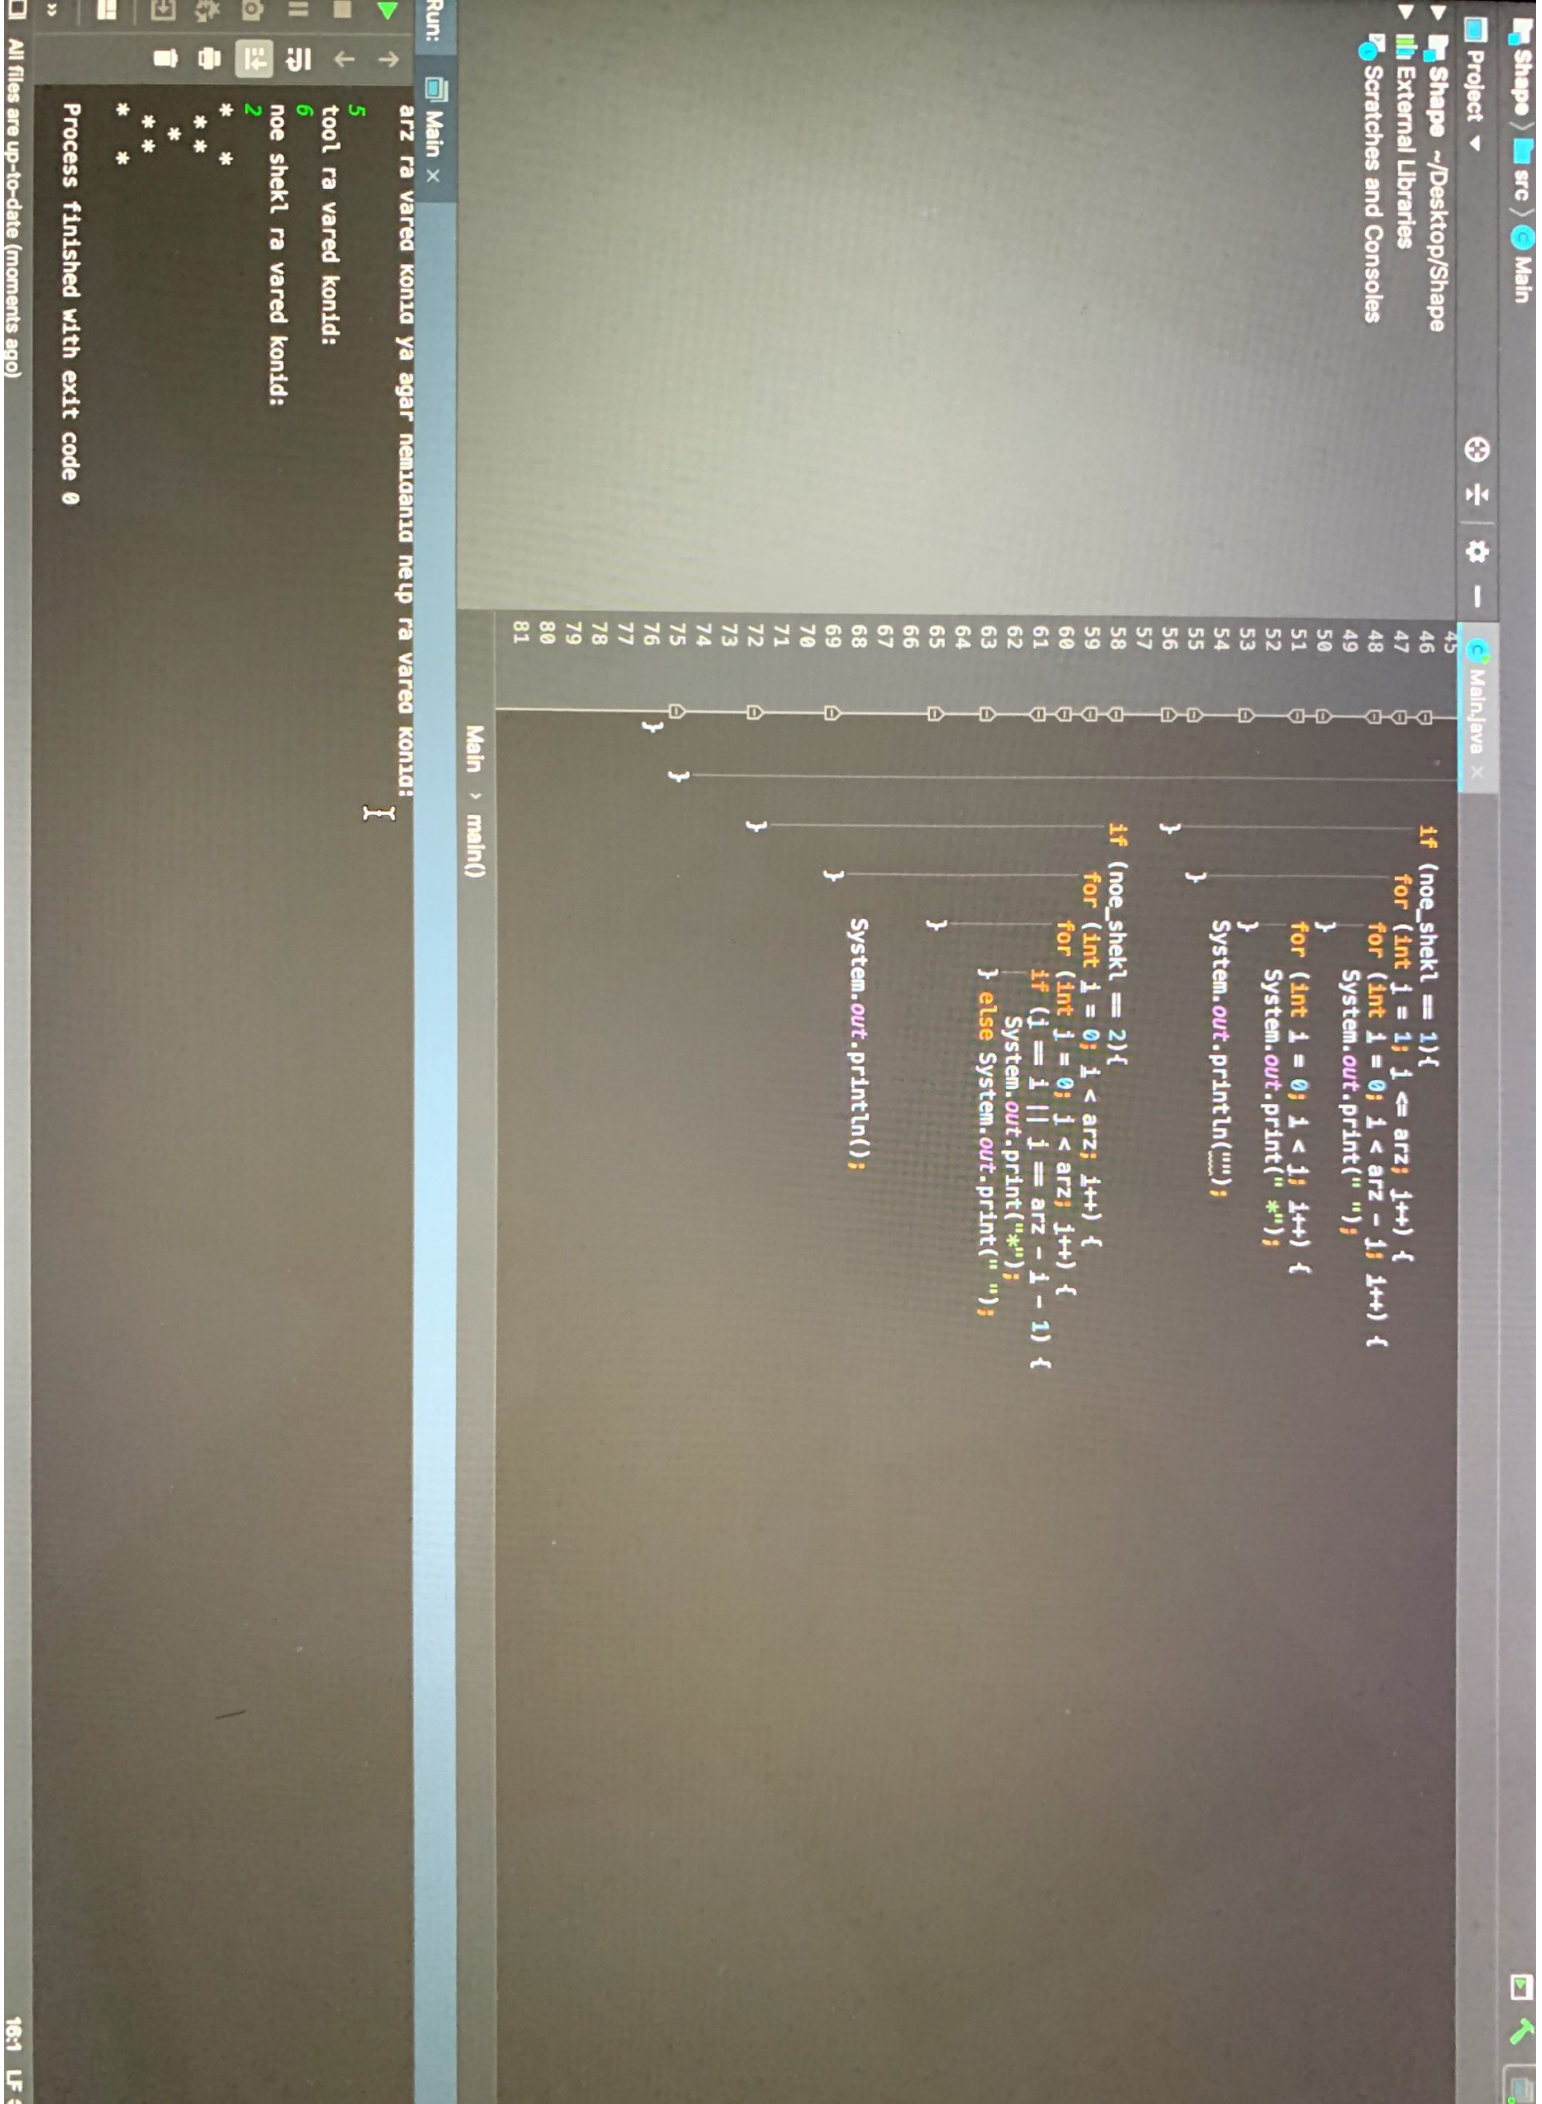 Shape 〉 src 〉 Main
Project
Main.java ×
Shape ~/Desktop/Shape
External Libraries
Scratches and Consoles
45
46 if (noe_shekl == 1){
47 for (int j = 1; j <= arz; j++) {
48 for (int i = 0; i < arz - j; i++) {
49 System.out.print(" ");
50 }
51 for (int i = 0; i < j; i++) {
52 System.out.print(" *");
53 }
54 System.out.println("");
55 }
56 }
57
58 if (noe_shekl == 2){
59 for (int i = 0; i < arz; i++) {
60 for (int j = 0; j < arz; j++) {
61 if (j == i || j == arz - i - 1) {
62 System.out.print("*");
63 } else System.out.print(" ");
64
65 }
66
67
68 System.out.println();
69 }
70
71
72 }
73
74
75 }
76 }
77
78
79
80
81
Main › main()
Run: Main ×
arz ra vared konid ya agar nemidanid help ra vared konid:
5
tool ra vared konid:
6
noe shekl ra vared konid:
2
*   *
 * *
  *
 * *
*   *
Process finished with exit code 0
All files are up-to-date (moments ago)
16:1 LF